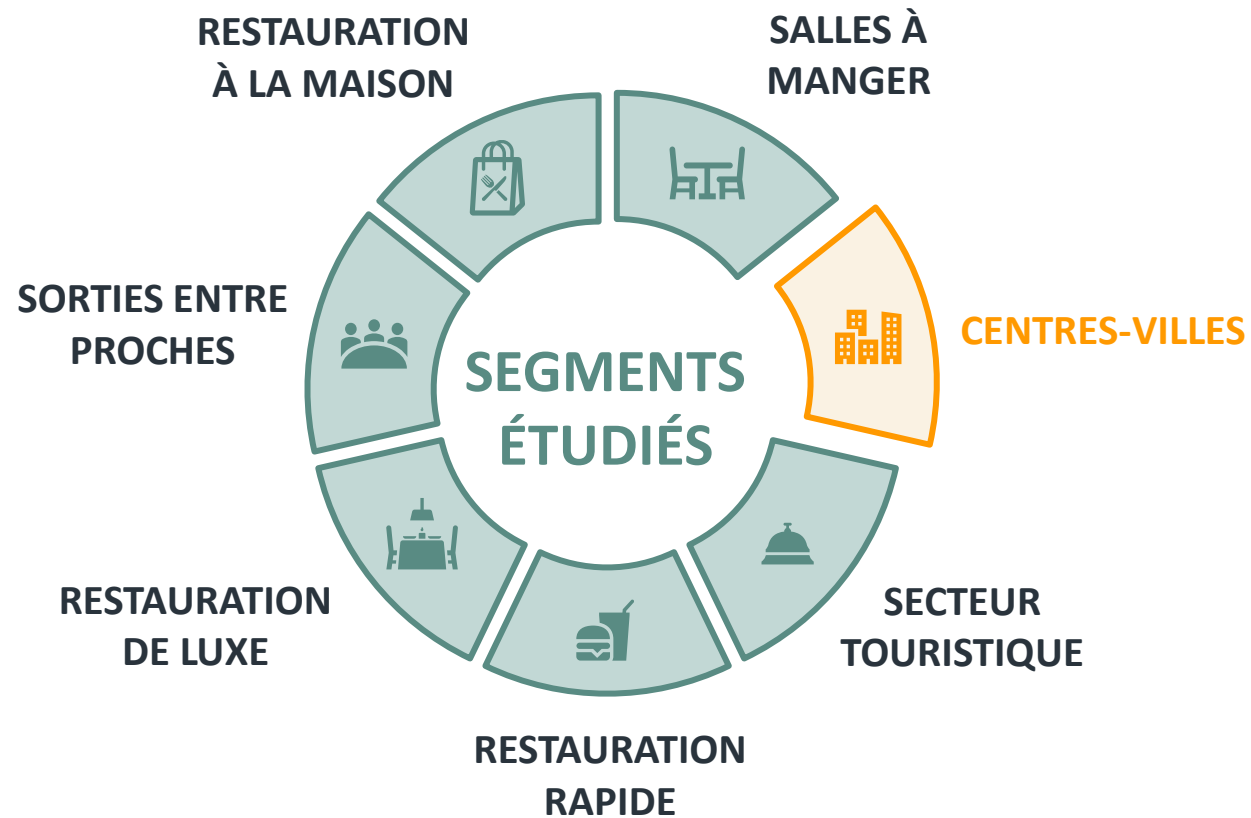 RESTAURATION
À LA MAISON
SALLES À
MANGER
SORTIES ENTRE
PROCHES
CENTRES-VILLES
SEGMENTS
ÉTUDIÉS
RESTAURATION
DE LUXE
SECTEUR
TOURISTIQUE
RESTAURATION
RAPIDE